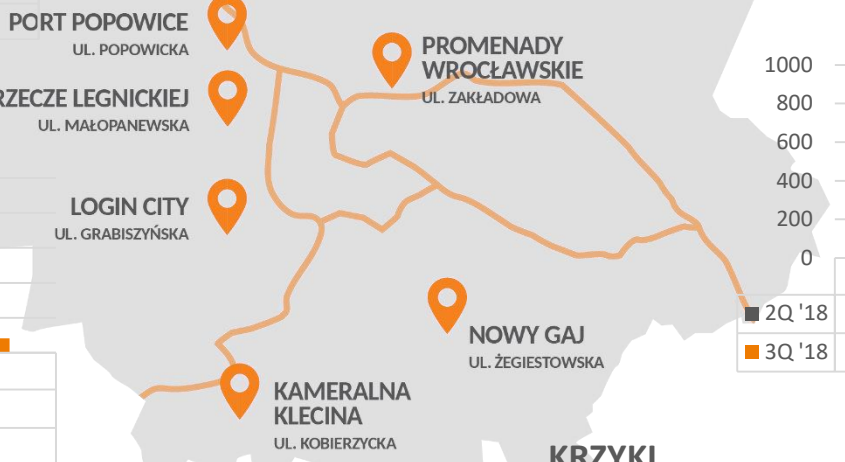 PORT POPOWICE
UL. POPOWICKA
PROMENADY
WROCŁAWSKIE
UL. ZAKŁADOWA
RZECZE LEGNICKIEJ
UL. MAŁOPANEWSKA
LOGIN CITY
UL. GRABISZYŃSKA
NOWY GAJ
UL. ŻEGIESTOWSKA
KAMERALNA
KLECINA
UL. KOBIERZYCKA
KRZYKI
1000
800
600
400
200
0
2Q '18
3Q '18